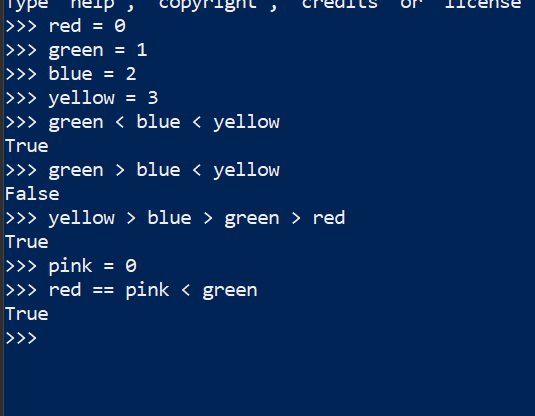 Type "help", "copyright", "credits" or "license"
>>> red = 0
>>> green = 1
>>> blue = 2
>>> yellow = 3
>>> green < blue < yellow
True
>>> green > blue < yellow
False
>>> yellow > blue > green > red
True
>>> pink = 0
>>> red == pink < green
True
>>>